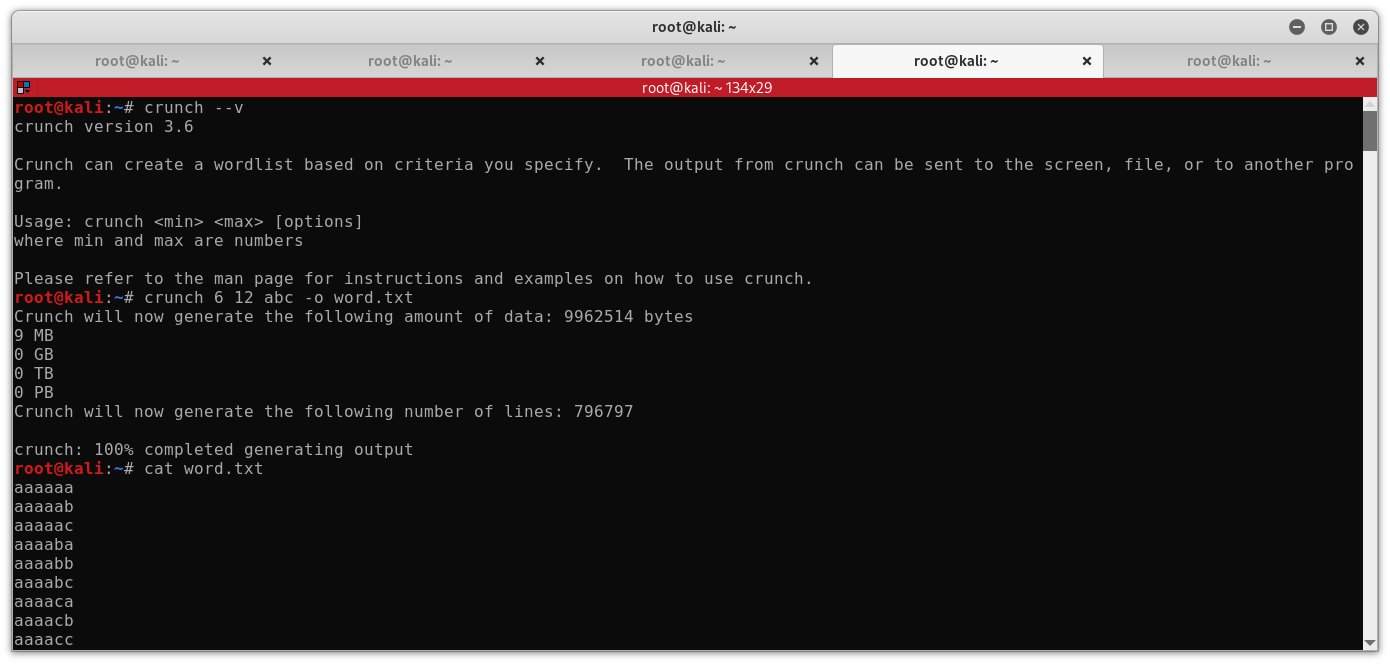 root@kali: ~
root@kali: ~ root@kali: ~ root@kali: ~ root@kali: ~ root@kali: ~
root@kali: ~ 134x29
root@kali:~# crunch --v
crunch version 3.6
Crunch can create a wordlist based on criteria you specify.  The output from crunch can be sent to the screen, file, or to another pro
gram.
Usage: crunch <min> <max> [options]
where min and max are numbers
Please refer to the man page for instructions and examples on how to use crunch.
root@kali:~# crunch 6 12 abc -o word.txt
Crunch will now generate the following amount of data: 9962514 bytes
9 MB
0 GB
0 TB
0 PB
Crunch will now generate the following number of lines: 796797
crunch: 100% completed generating output
root@kali:~# cat word.txt
aaaaaa
aaaaab
aaaaac
aaaaba
aaaabb
aaaabc
aaaaca
aaaacb
aaaacc